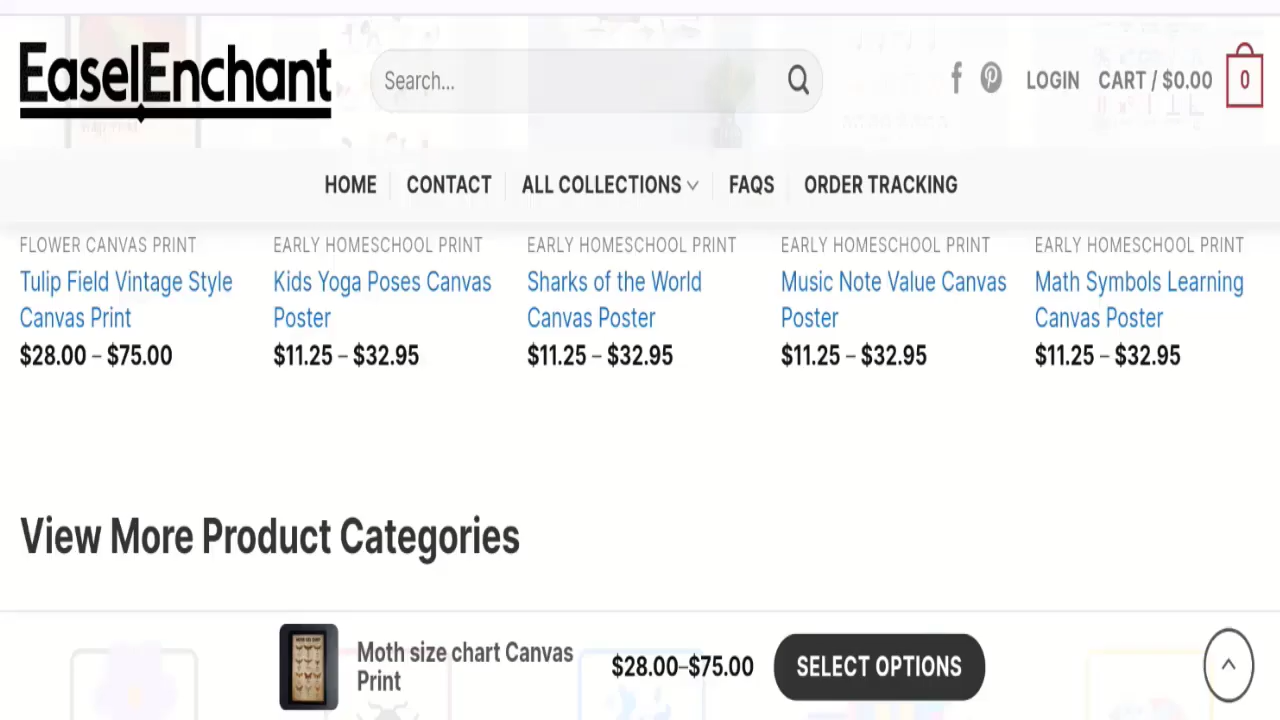 EaselEnchant
Search...
LOGIN
CART / $0.00
0
HOME
CONTACT
ALL COLLECTIONS
FAQS
ORDER TRACKING
FLOWER CANVAS PRINT
Tulip Field Vintage Style
Canvas Print
$28.00 – $75.00
EARLY HOMESCHOOL PRINT
Kids Yoga Poses Canvas
Poster
$11.25 – $32.95
EARLY HOMESCHOOL PRINT
Sharks of the World
Canvas Poster
$11.25 – $32.95
EARLY HOMESCHOOL PRINT
Music Note Value Canvas
Poster
$11.25 – $32.95
EARLY HOMESCHOOL PRINT
Math Symbols Learning
Canvas Poster
$11.25 – $32.95
View More Product Categories
Moth size chart Canvas
Print
$28.00–$75.00
SELECT OPTIONS